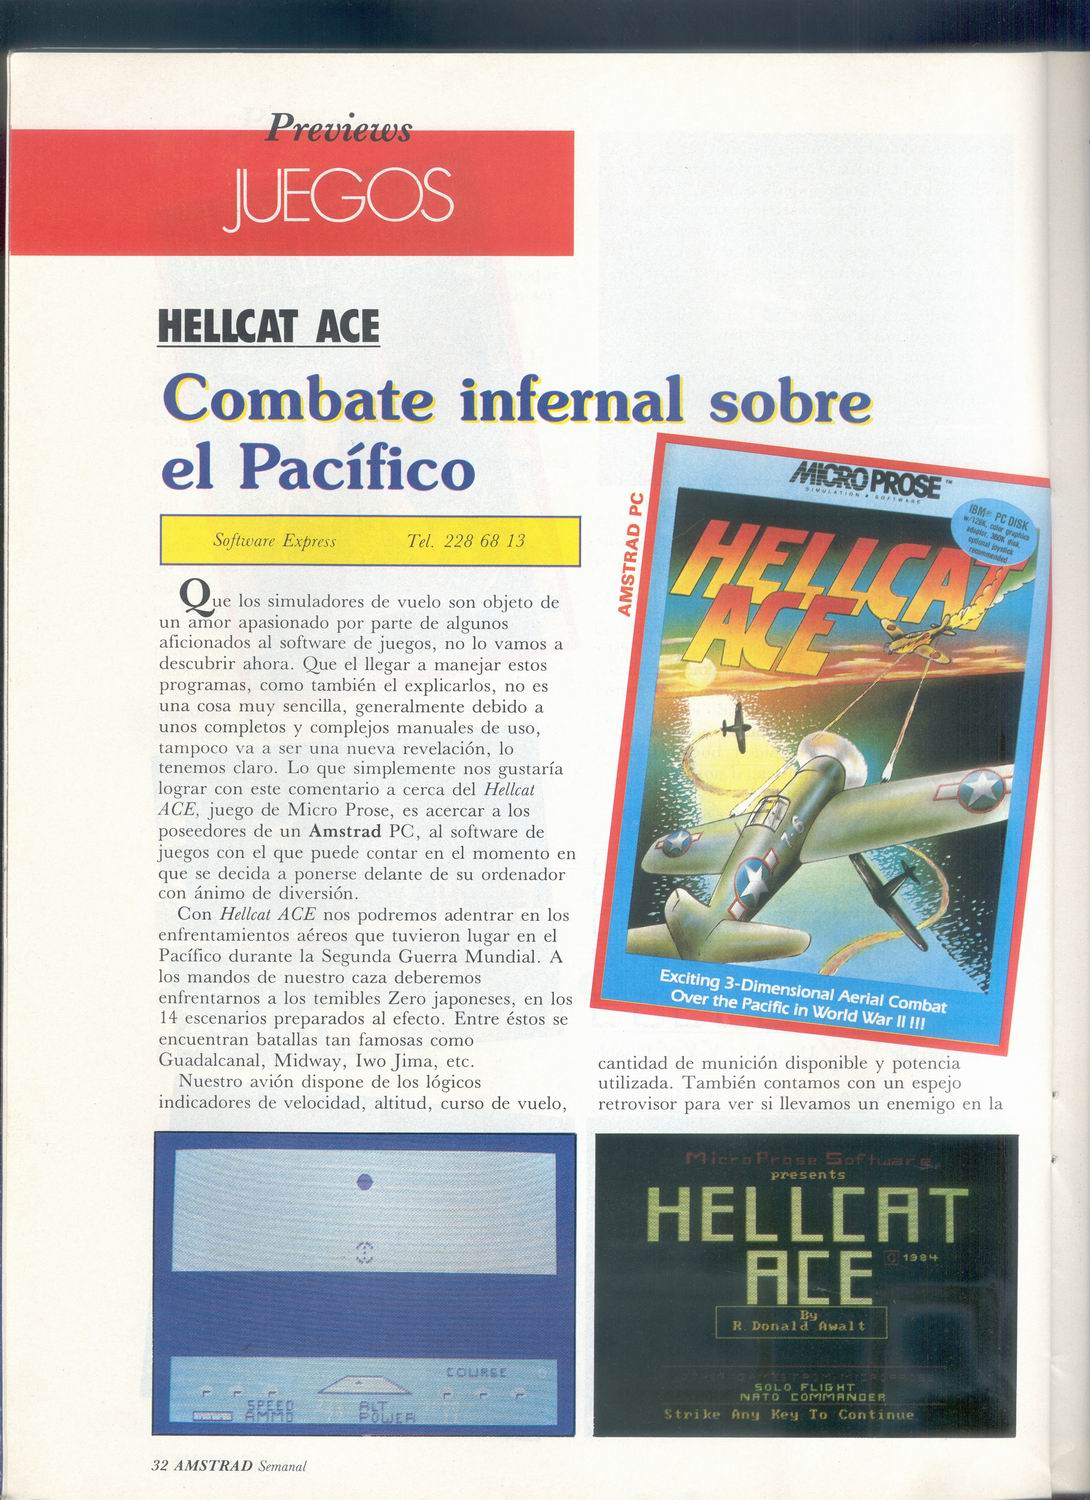 Previews
JUEGOS
HELLCAT ACE
Combate infernal sobre
el Pacífico
Software Express Tel. 228 68 13
Que los simuladores de vuelo son objeto de
un amor apasionado por parte de algunos
aficionados al software de juegos, no lo vamos a
descubrir ahora. Que el llegar a manejar estos
programas, como también el explicarlos, no es
una cosa muy sencilla, generalmente debido a
unos completos y complejos manuales de uso,
tampoco va a ser una nueva revelación, lo
tenemos claro. Lo que simplemente nos gustaría
lograr con este comentario a cerca del Hellcat
ACE, juego de Micro Prose, es acercar a los
poseedores de un Amstrad PC, al software de
juegos con el que puede contar en el momento en
que se decida a ponerse delante de su ordenador
con ánimo de diversión.
Con Hellcat ACE nos podremos adentrar en los
enfrentamientos aéreos que tuvieron lugar en el
Pacífico durante la Segunda Guerra Mundial. A
los mandos de nuestro caza deberemos
enfrentarnos a los temibles Zero japoneses, en los
14 escenarios preparados al efecto. Entre éstos se
encuentran batallas tan famosas como
Guadalcanal, Midway, Iwo Jima, etc.
Nuestro avión dispone de los lógicos
indicadores de velocidad, altitud, curso de vuelo,
AMSTRAD PC
MICRO PROSE™
SIMULATION • SOFTWARE
IBM® PC DISK
w/128K, color graphics
adaptor, 360K disk,
optional joystick
recommended
HELLCAT
ACE
7-6
Exciting 3-Dimensional Aerial Combat
Over the Pacific in World War II !!!
cantidad de munición disponible y potencia
utilizada. También contamos con un espejo
retrovisor para ver si llevamos un enemigo en la
COURSE
SPEED ALT
AMMO POWER
MicroProse Software
presents
HELLCAT
ACE
© 1984
By
R. Donald Awalt
SOLO FLIGHT
NATO COMMANDER
Strike Any Key To Continue
32 AMSTRAD Semanal